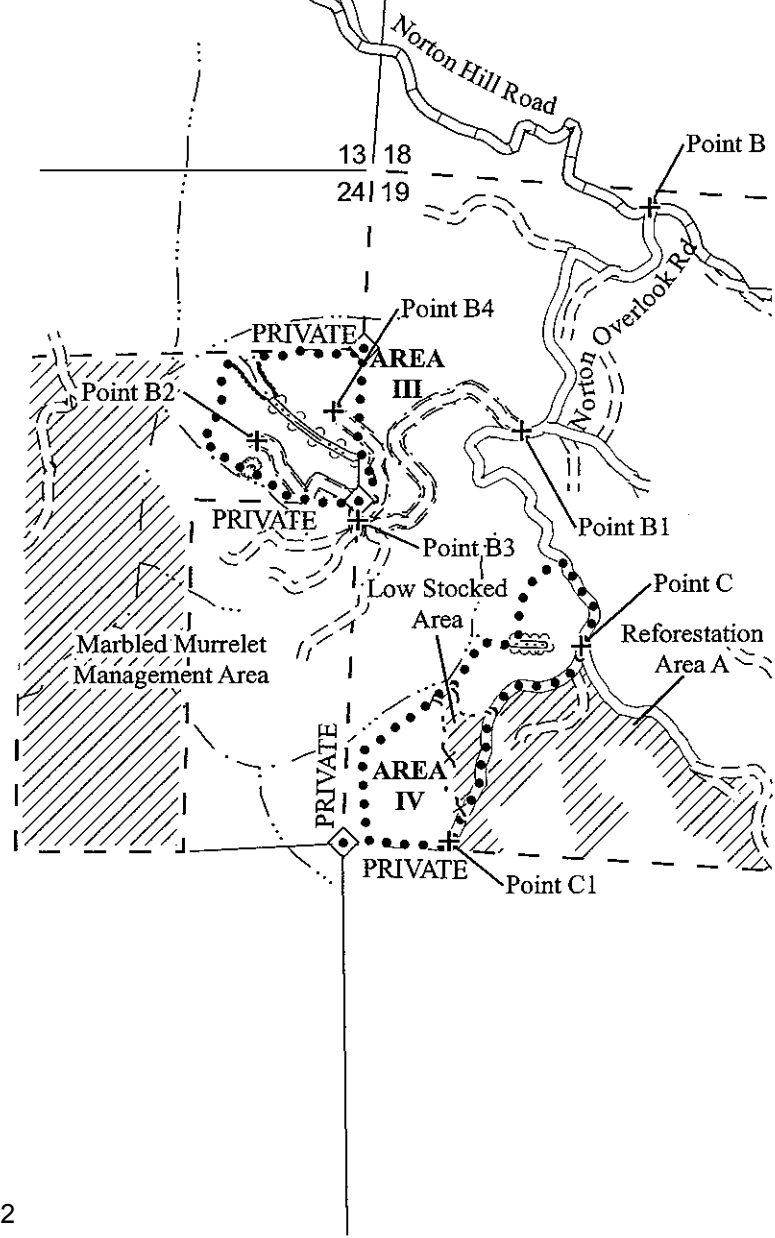 Norton Hill Road
13 18
24 19
Point B
Norton Overlook Rd
Point B4
PRIVATE
AREA
III
Point B2
PRIVATE
Point B3
Point B1
Low Stocked
Area
Point C
Reforestation
Area A
Marbled Murrelet
Management Area
PRIVATE
AREA
IV
PRIVATE
Point C1
2